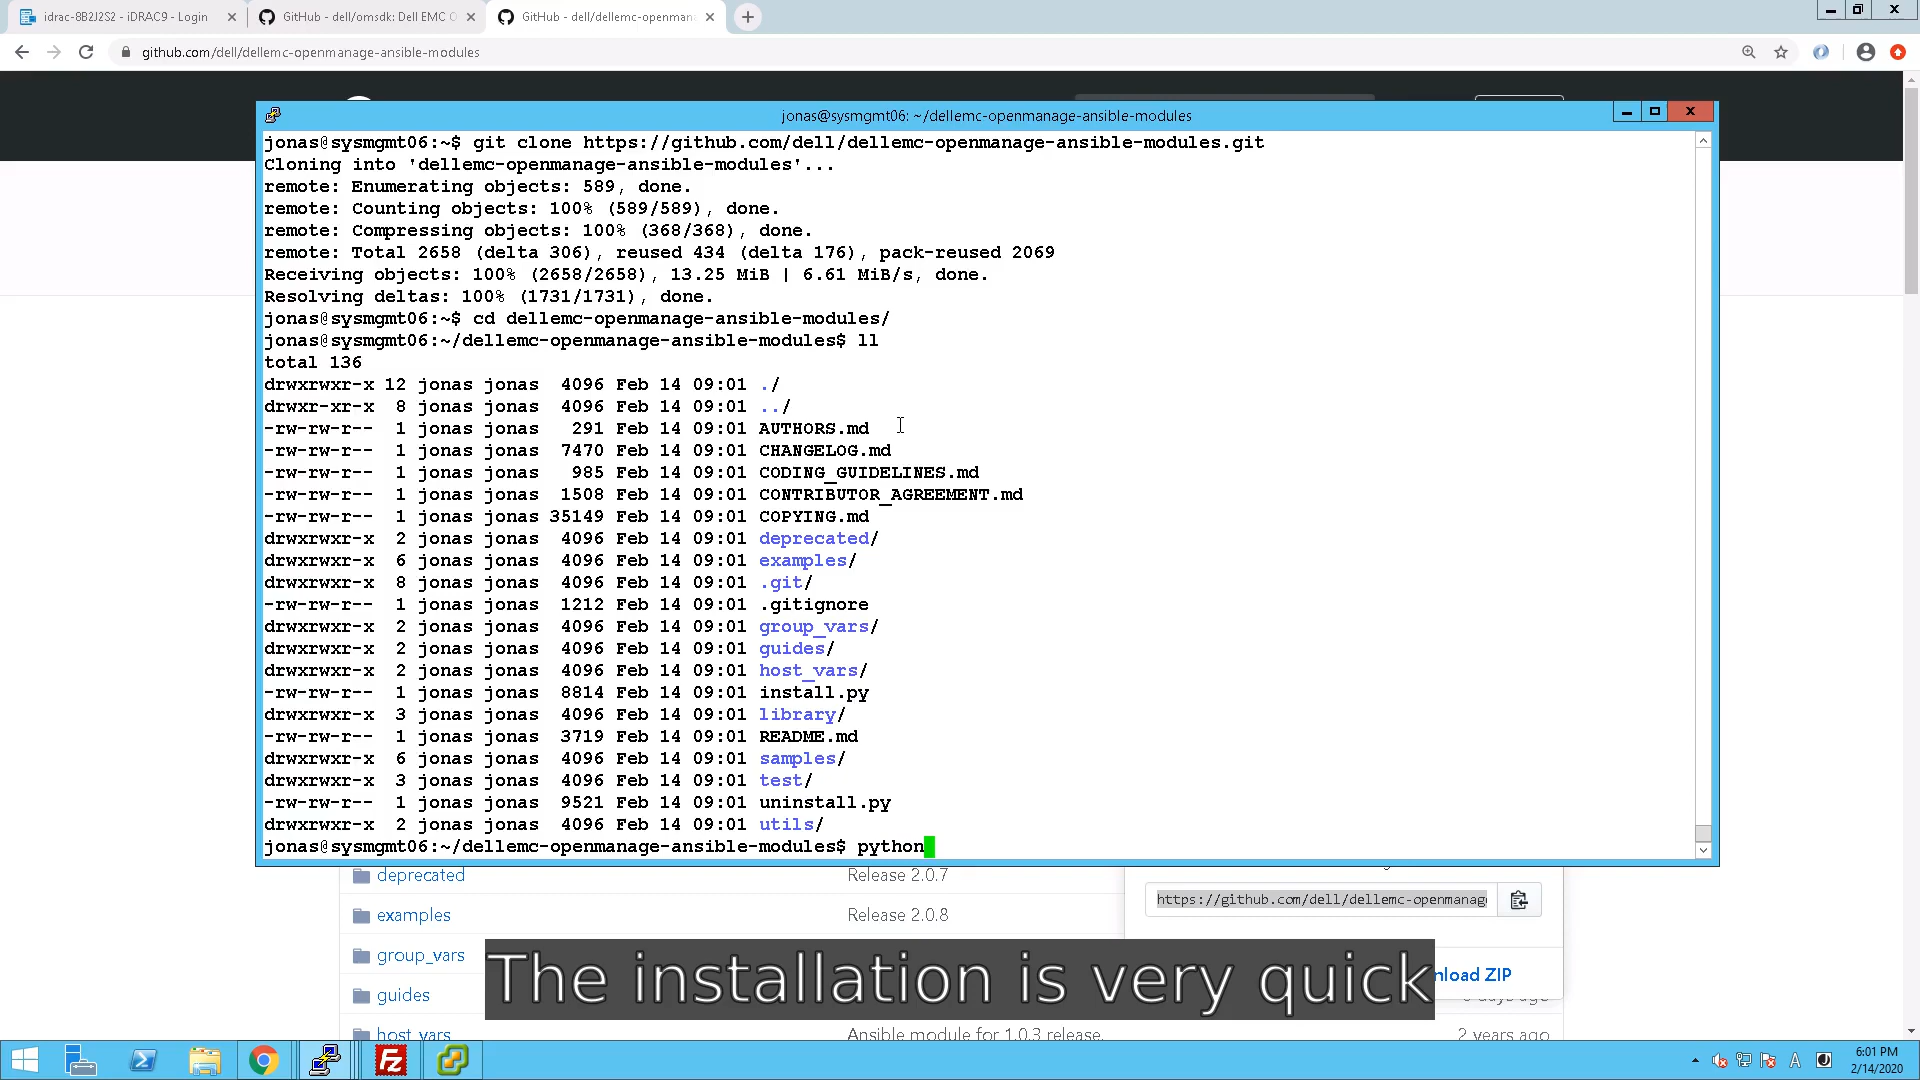 idrac-8B2J2S2 - iDRAC9 - Login
GitHub - dell/omsdk: Dell EMC O
GitHub - dell/dellemc-openmana
github.com/dell/dellemc-openmanage-ansible-modules
jonas@sysmgmt06: ~/dellemc-openmanage-ansible-modules
jonas@sysmgmt06:~$ git clone https://github.com/dell/dellemc-openmanage-ansible-modules.git
Cloning into 'dellemc-openmanage-ansible-modules'...
remote: Enumerating objects: 589, done.
remote: Counting objects: 100% (589/589), done.
remote: Compressing objects: 100% (368/368), done.
remote: Total 2658 (delta 306), reused 434 (delta 176), pack-reused 2069
Receiving objects: 100% (2658/2658), 13.25 MiB | 6.61 MiB/s, done.
Resolving deltas: 100% (1731/1731), done.
jonas@sysmgmt06:~$ cd dellemc-openmanage-ansible-modules/
jonas@sysmgmt06:~/dellemc-openmanage-ansible-modules$ ll
total 136
drwxrwxr-x 12 jonas jonas  4096 Feb 14 09:01 ./
drwxr-xr-x  8 jonas jonas  4096 Feb 14 09:01 ../
-rw-rw-r--  1 jonas jonas   291 Feb 14 09:01 AUTHORS.md
-rw-rw-r--  1 jonas jonas  7470 Feb 14 09:01 CHANGELOG.md
-rw-rw-r--  1 jonas jonas   985 Feb 14 09:01 CODING_GUIDELINES.md
-rw-rw-r--  1 jonas jonas  1508 Feb 14 09:01 CONTRIBUTOR_AGREEMENT.md
-rw-rw-r--  1 jonas jonas 35149 Feb 14 09:01 COPYING.md
drwxrwxr-x  2 jonas jonas  4096 Feb 14 09:01 deprecated/
drwxrwxr-x  6 jonas jonas  4096 Feb 14 09:01 examples/
drwxrwxr-x  8 jonas jonas  4096 Feb 14 09:01 .git/
-rw-rw-r--  1 jonas jonas  1212 Feb 14 09:01 .gitignore
drwxrwxr-x  2 jonas jonas  4096 Feb 14 09:01 group_vars/
drwxrwxr-x  2 jonas jonas  4096 Feb 14 09:01 guides/
drwxrwxr-x  2 jonas jonas  4096 Feb 14 09:01 host_vars/
-rw-rw-r--  1 jonas jonas  8814 Feb 14 09:01 install.py
drwxrwxr-x  3 jonas jonas  4096 Feb 14 09:01 library/
-rw-rw-r--  1 jonas jonas  3719 Feb 14 09:01 README.md
drwxrwxr-x  6 jonas jonas  4096 Feb 14 09:01 samples/
drwxrwxr-x  3 jonas jonas  4096 Feb 14 09:01 test/
-rw-rw-r--  1 jonas jonas  9521 Feb 14 09:01 uninstall.py
drwxrwxr-x  2 jonas jonas  4096 Feb 14 09:01 utils/
jonas@sysmgmt06:~/dellemc-openmanage-ansible-modules$ python
deprecated Release 2.0.7
https://github.com/dell/dellemc-openmanag
examples Release 2.0.8
group_vars
The installation is very quick
nload ZIP
guides
days ago
host_vars Ansible module for 1.0.3 release. 2 years ago
Fz
A
6:01 PM
2/14/2020